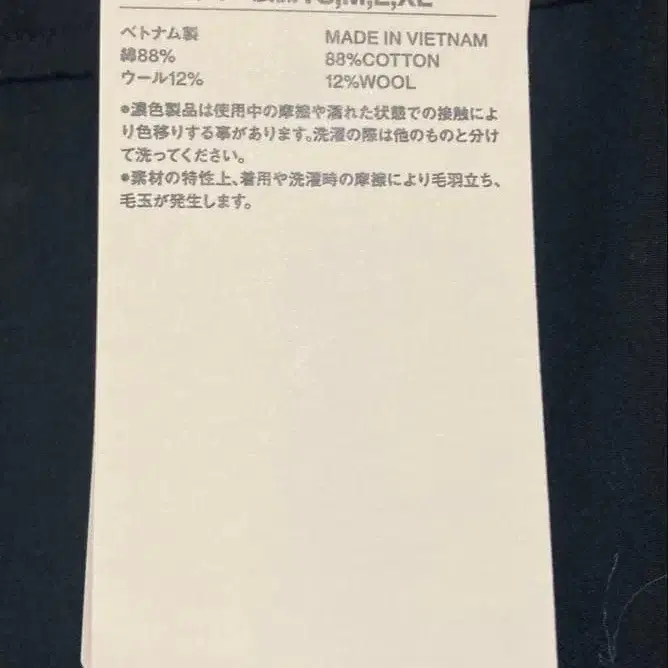 S,M,L,XL
ベトナム製 MADE IN VIETNAM
綿88% 88%COTTON
ウール12% 12%WOOL
●濃色製品は使用中の摩擦や濡れた状態での接触によ
り色移りする事があります。洗濯の際は他のものと分け
て洗ってください。
●素材の特性上、着用や洗濯時の摩擦により毛羽立ち、
毛玉が発生します。